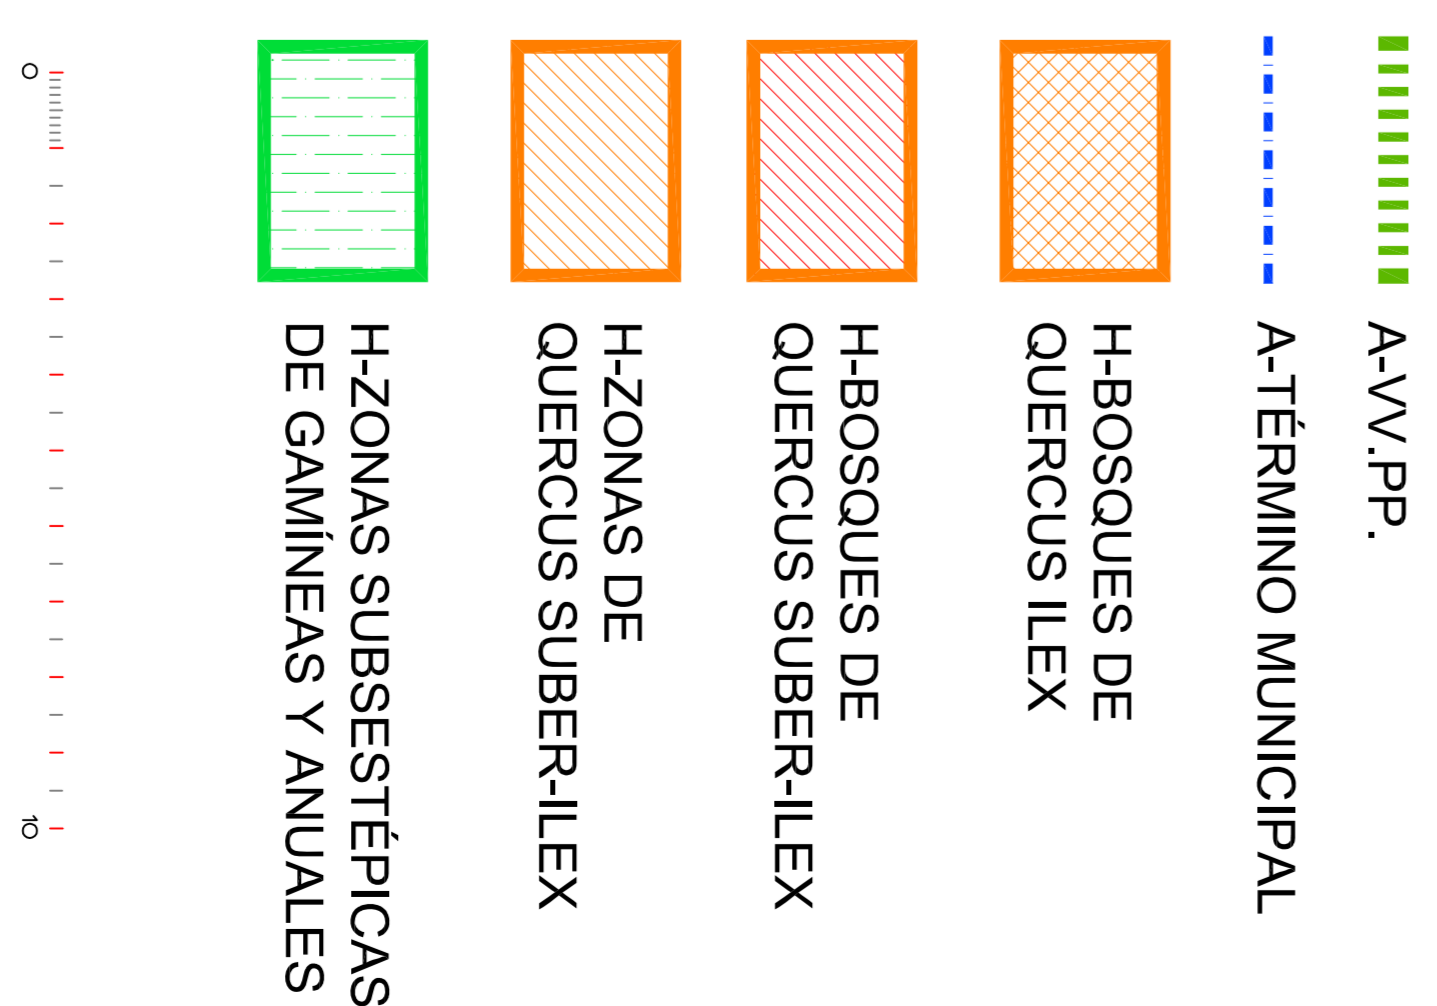 A-VV.PP.
A-TÉRMINO MUNICIPAL
H-BOSQUES DE
QUERCUS ILEX
H-BOSQUES DE
QUERCUS SUBER-ILEX
H-ZONAS DE
QUERCUS SUBER-ILEX
H-ZONAS SUBSESTÉPICAS
DE GAMÍNEAS Y ANUALES
0
10